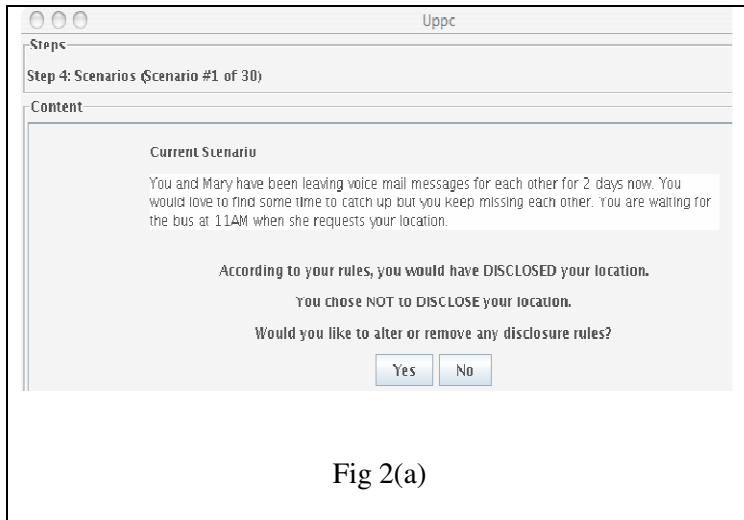 Uppc
Steps
Step 4: Scenarios (Scenario #1 of 30)
Content
Current Scenario
You and Mary have been leaving voice mail messages for each other for 2 days now. You
would love to find some time to catch up but you keep missing each other. You are waiting for
the bus at 11AM when she requests your location.
According to your rules, you would have DISCLOSED your location.
You chose NOT to DISCLOSE your location.
Would you like to alter or remove any disclosure rules?
Yes No
Fig 2(a)